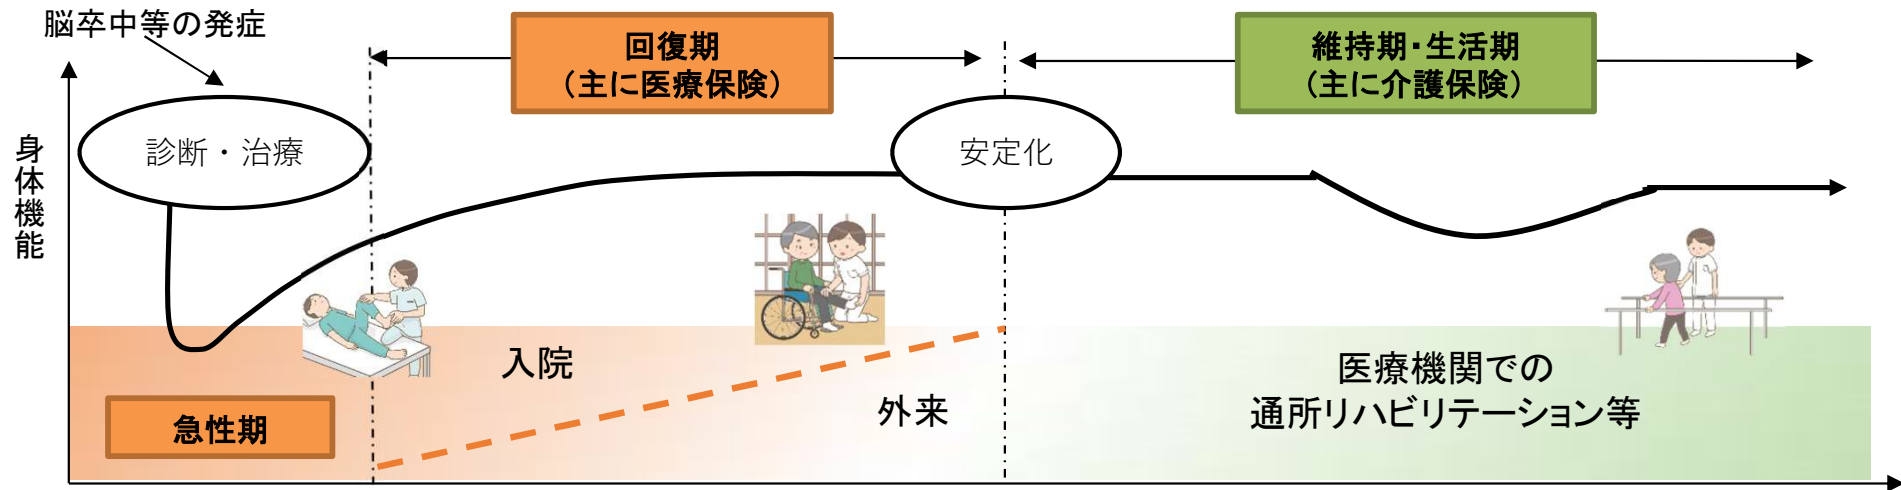 脳卒中等の発症
回復期
(主に医療保険)
維持期・生活期
(主に介護保険)
身体機能
診断・治療
安定化
入院
外来
急性期
医療機関での
通所リハビリテーション等